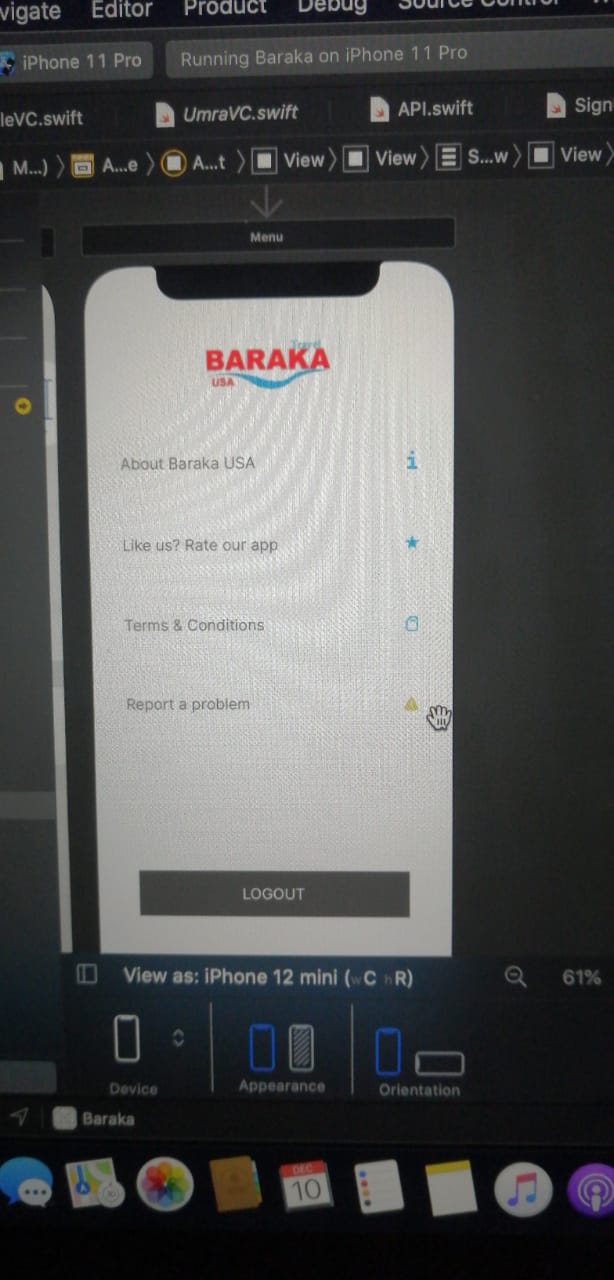 vigate Editor Product Debug Source Control
iPhone 11 Pro Running Baraka on iPhone 11 Pro
leVC.swift UmraVC.swift API.swift Sign
M...) A...e A...t View View S...w View
Menu
Travel
BARAKA
USA
About Baraka USA
Like us? Rate our app
Terms & Conditions
Report a problem
LOGOUT
View as: iPhone 12 mini (wC hR) 61%
Device Appearance Orientation
Baraka
DEC
10